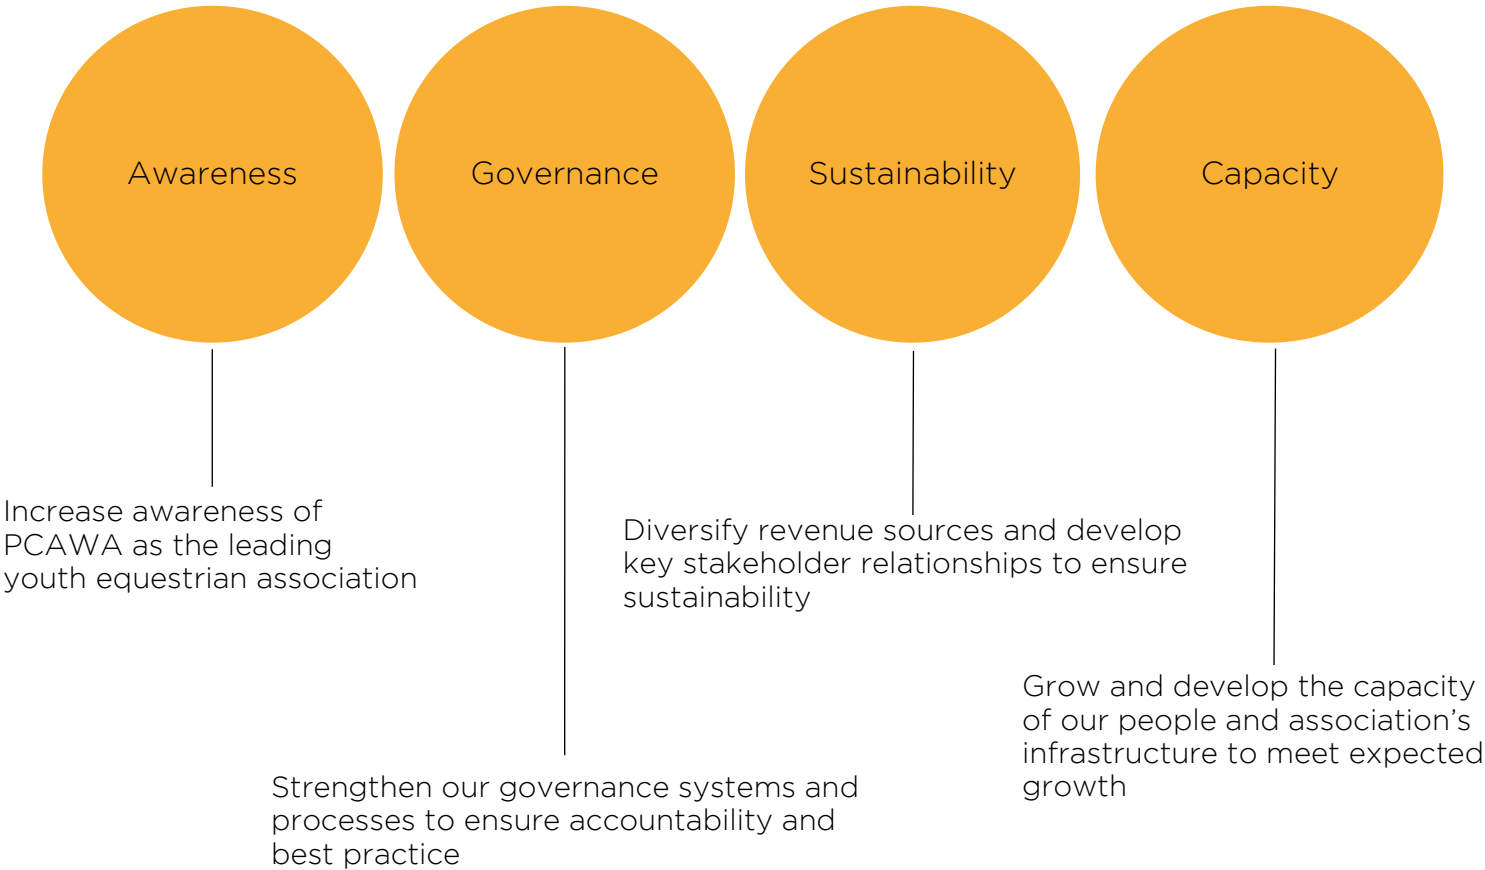 Awareness
Governance
Sustainability
Capacity
Increase awareness of
PCAWA as the leading
youth equestrian association
Strengthen our governance systems and
processes to ensure accountability and
best practice
Diversify revenue sources and develop
key stakeholder relationships to ensure
sustainability
Grow and develop the capacity
of our people and association’s
infrastructure to meet expected
growth